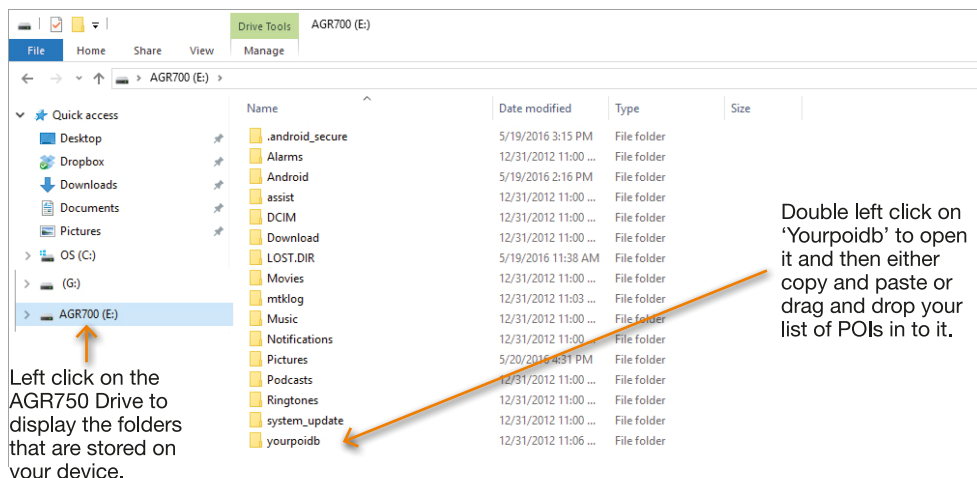 Drive Tools AGR700 (E:)
File Home Share View Manage
AGR700 (E:)
Quick access
Desktop
Dropbox
Downloads
Documents
Pictures
OS (C:)
(G:)
AGR700 (E:)
Left click on the
AGR750 Drive to
display the folders
that are stored on
your device.
Name Date modified Type Size
.android_secure 5/19/2016 3:15 PM File folder
Alarms 12/31/2012 11:00 ... File folder
Android 5/19/2016 2:16 PM File folder
assist 12/31/2012 11:00 ... File folder
DCIM 12/31/2012 11:00 ... File folder
Download 12/31/2012 11:00 ... File folder
LOST.DIR 5/19/2016 11:38 AM File folder
Movies 12/31/2012 11:00 ... File folder
mtklog 12/31/2012 11:03 ... File folder
Music 12/31/2012 11:00 ... File folder
Notifications 12/31/2012 11:00 ... File folder
Pictures 5/20/2016 4:31 PM File folder
Podcasts 12/31/2012 11:00 ... File folder
Ringtones 12/31/2012 11:00 ... File folder
system_update 12/31/2012 11:00 ... File folder
yourpoidb 12/31/2012 11:06 ... File folder
Double left click on
‘Yourpoidb’ to open
it and then either
copy and paste or
drag and drop your
list of POIs in to it.